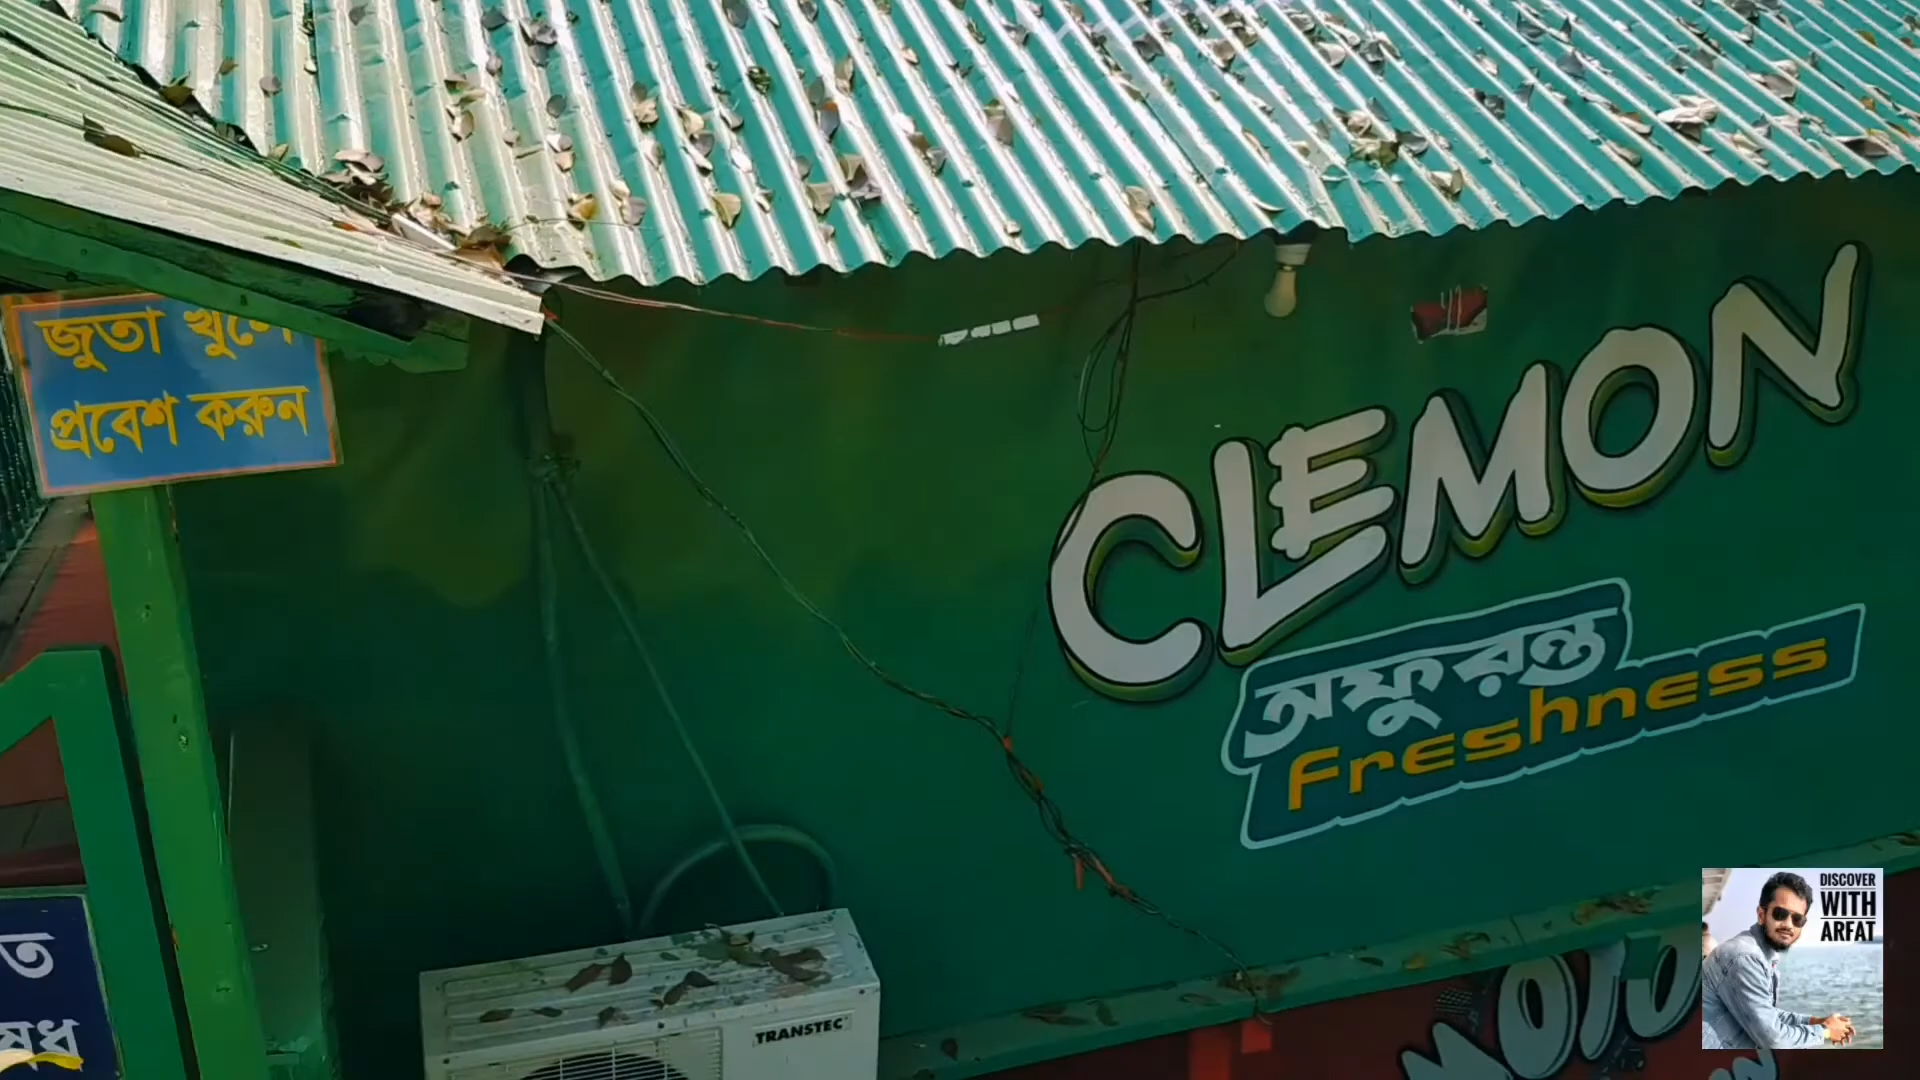 জুতা খুলে
প্রবেশ করুন
CLEMON
অফুরন্ত
Freshness
TRANSTEC
DISCOVER
WITH
ARFAT